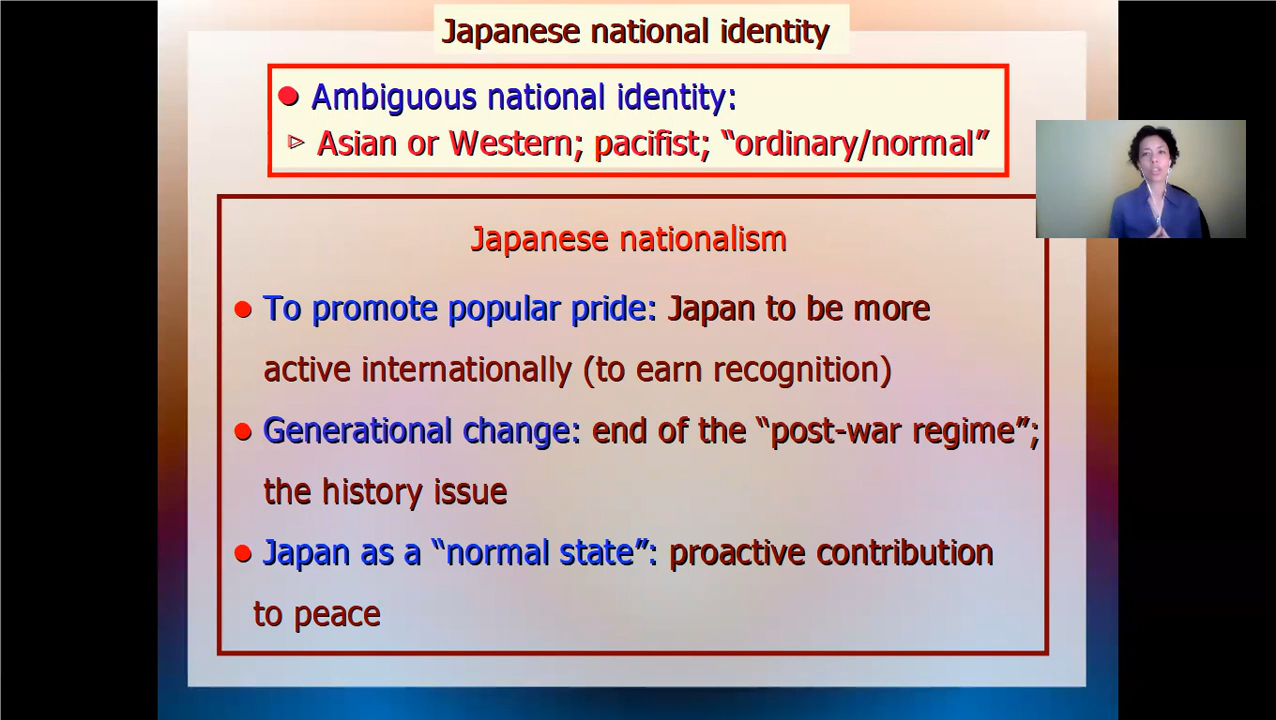 Japanese national identity
● Ambiguous national identity:
▷ Asian or Western; pacifist; “ordinary/normal”
Japanese nationalism
● To promote popular pride: Japan to be more
active internationally (to earn recognition)
● Generational change: end of the “post-war regime”;
the history issue
● Japan as a “normal state”: proactive contribution
to peace